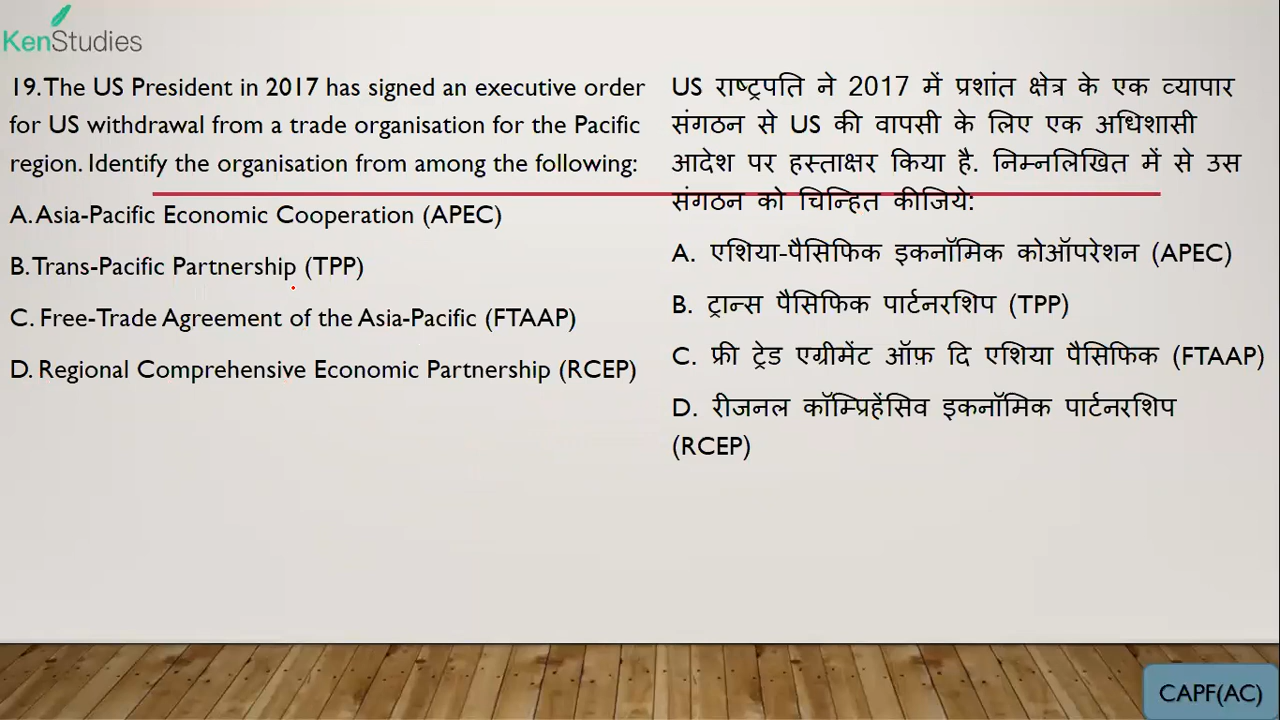 KenStudies
19. The US President in 2017 has signed an executive order
for US withdrawal from a trade organisation for the Pacific
region. Identify the organisation from among the following:
A. Asia-Pacific Economic Cooperation (APEC)
B. Trans-Pacific Partnership (TPP)
C. Free-Trade Agreement of the Asia-Pacific (FTAAP)
D. Regional Comprehensive Economic Partnership (RCEP)
US राष्ट्रपति ने 2017 में प्रशांत क्षेत्र के एक व्यापार
संगठन से US की वापसी के लिए एक अधिशासी
आदेश पर हस्ताक्षर किया है. निम्नलिखित में से उस
संगठन को चिन्हित कीजिये:
A. एशिया-पैसिफिक इकनॉमिक कोऑपरेशन (APEC)
B. ट्रान्स पैसिफिक पार्टनरशिप (TPP)
C. फ्री ट्रेड एग्रीमेंट ऑफ़ दि एशिया पैसिफिक (FTAAP)
D. रीजनल कॉम्प्रिहेंसिव इकनॉमिक पार्टनरशिप
(RCEP)
CAPF(AC)